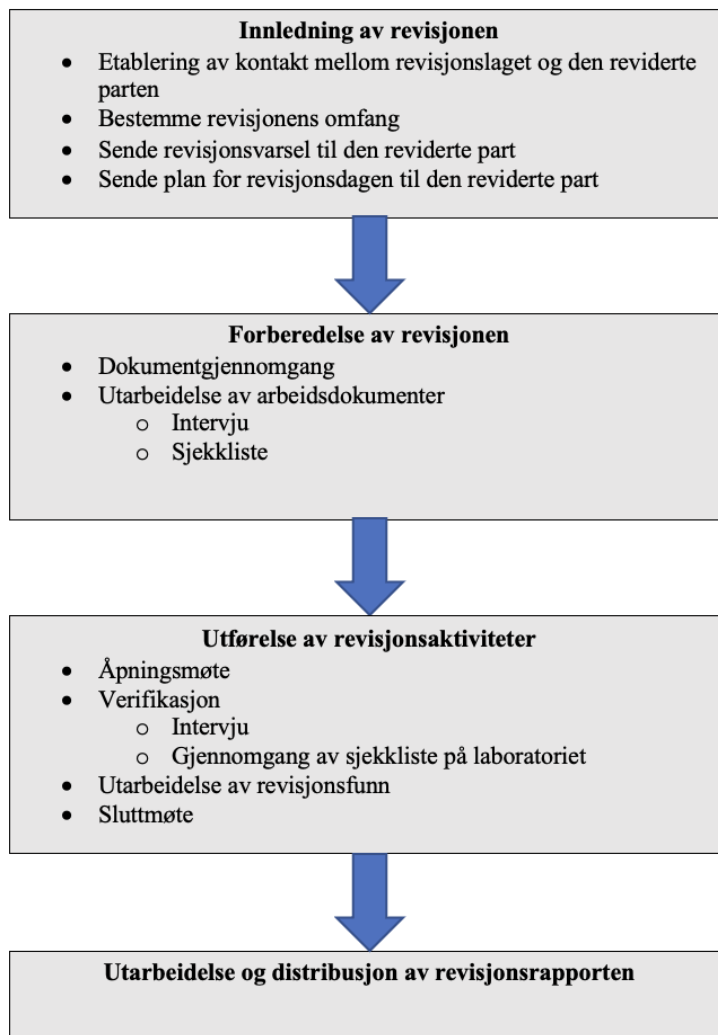 Innledning av revisjonen
• Etablering av kontakt mellom revisjonslaget og den reviderte
parten
• Bestemme revisjonens omfang
• Sende revisjonsvarsel til den reviderte part
• Sende plan for revisjonsdagen til den reviderte part
Forberedelse av revisjonen
• Dokumentgjennomgang
• Utarbeidelse av arbeidsdokumenter
o Intervju
o Sjekkliste
Utførelse av revisjonsaktiviteter
• Åpningsmøte
• Verifikasjon
o Intervju
o Gjennomgang av sjekkliste på laboratoriet
• Utarbeidelse av revisjonsfunn
• Sluttmøte
Utarbeidelse og distribusjon av revisjonsrapporten